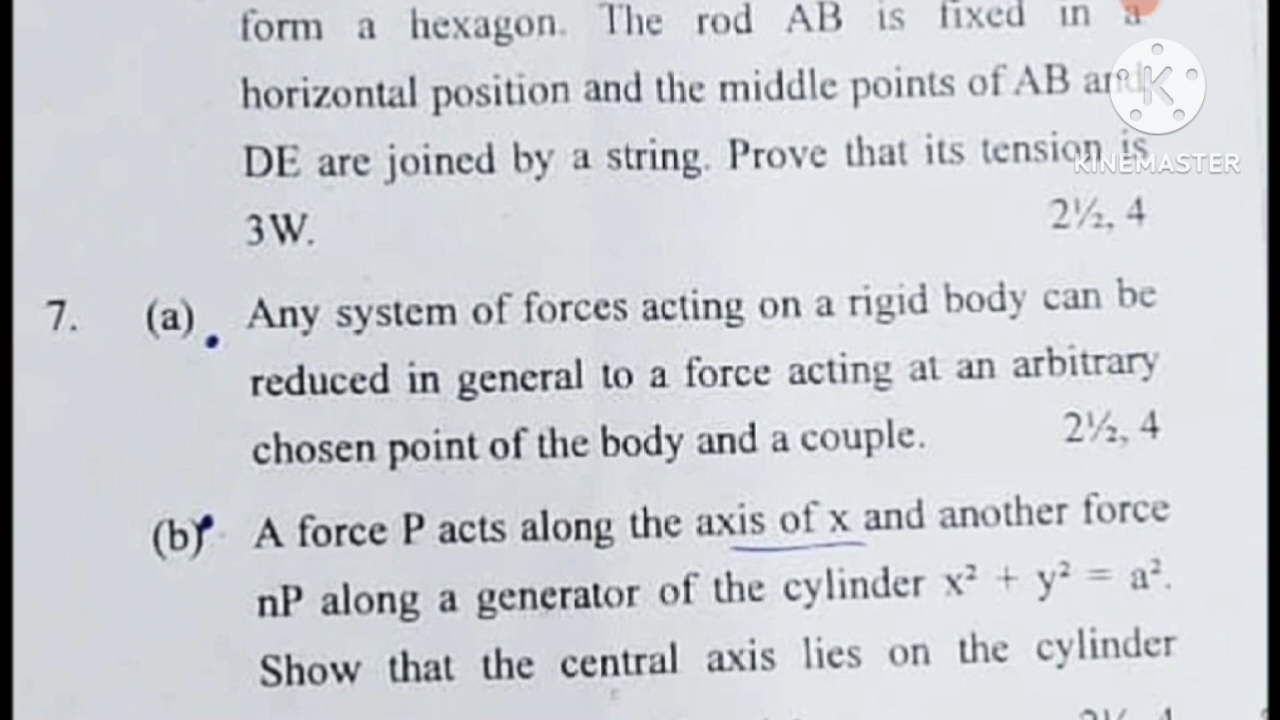 form a hexagon. The rod AB is fixed in a
horizontal position and the middle points of AB and
K
DE are joined by a string. Prove that its tension is
KINEMASTER
3W. 2½, 4
7. (a) Any system of forces acting on a rigid body can be
reduced in general to a force acting at an arbitrary
chosen point of the body and a couple. 2½, 4
(b) A force P acts along the axis of x and another force
nP along a generator of the cylinder x² + y² = a².
Show that the central axis lies on the cylinder